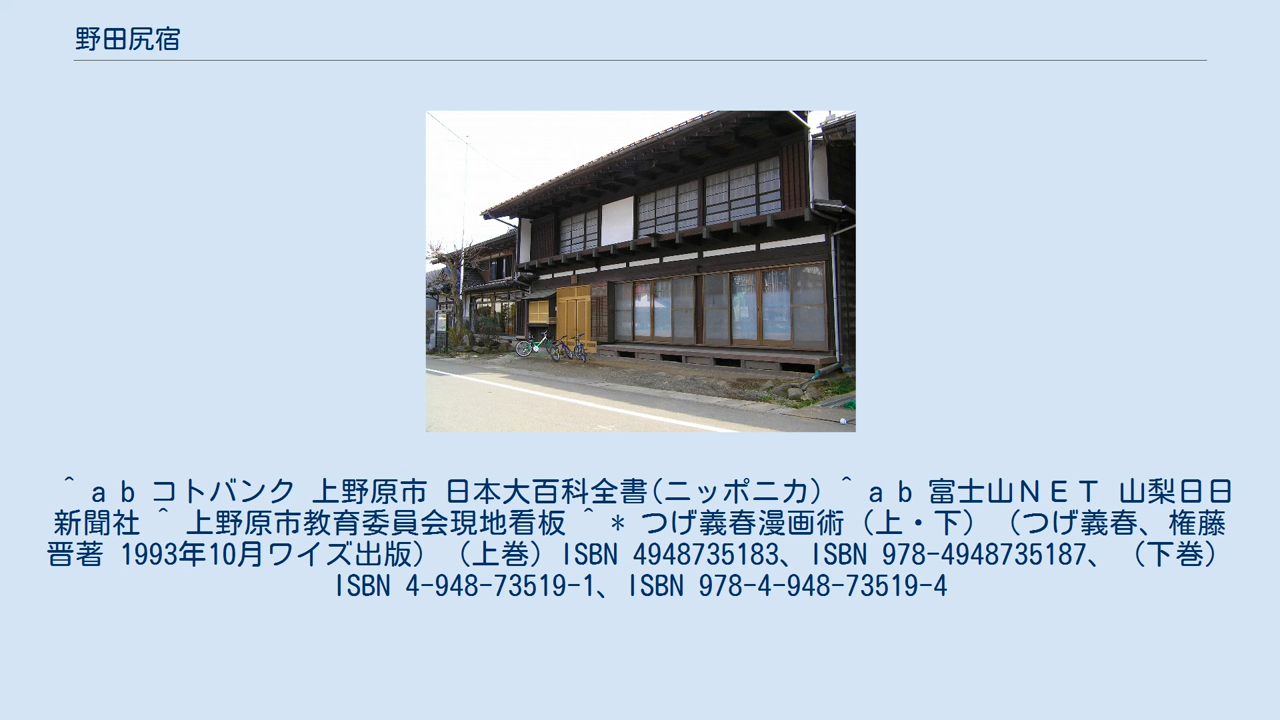 野田尻宿
^ a b コトバンク 上野原市 日本大百科全書(ニッポニカ) ^ a b 富士山ＮＥＴ 山梨日日
新聞社 ^ 上野原市教育委員会現地看板 ^ * つげ義春漫画術（上・下）（つげ義春、権藤
晋著 1993年10月ワイズ出版）（上巻）ISBN 4948735183、ISBN 978-4948735187、（下巻）
ISBN 4-948-73519-1、ISBN 978-4-948-73519-4